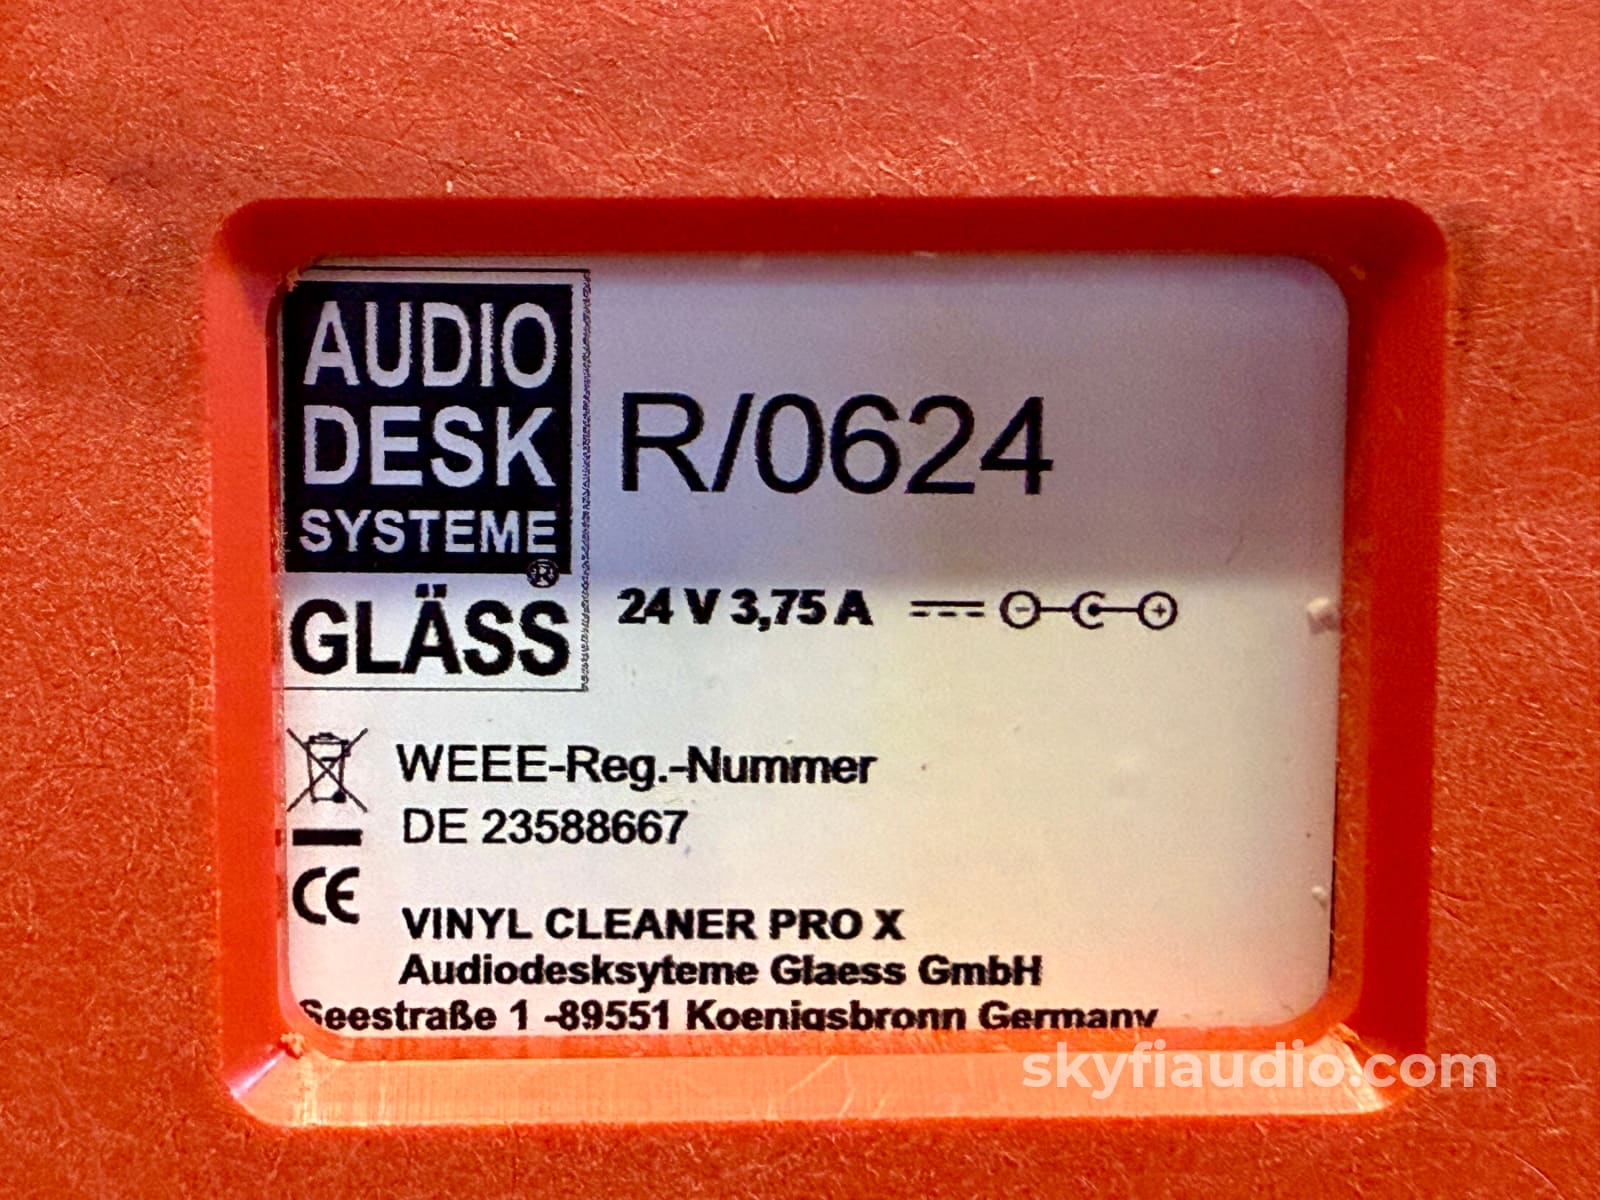 AUDIO
DESK
SYSTEME
®
GLÄSS
R/0624
24 V 3,75 A
WEEE-Reg.-Nummer
DE 23588667
CE
VINYL CLEANER PRO X
Audiodesksyteme Glaess GmbH
Seestraße 1 -89551 Koenigsbronn Germany
skyfiaudio.com